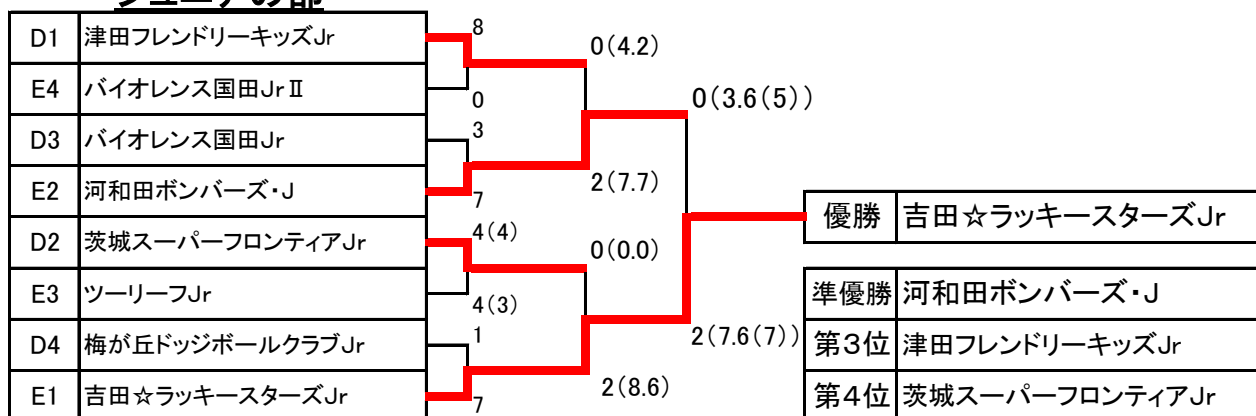 ジュニアの部
D1 津田フレンドリーキッズJr 8
0(4.2)
E4 バイオレンス国田JrⅡ 0
0(3.6(5))
D3 バイオレンス国田Jr 3
E2 河和田ボンバーズ・J 7
2(7.7)
優勝 吉田☆ラッキースターズJr
D2 茨城スーパーフロンティアJr 4(4)
0(0.0)
E3 ツーリーフJr 4(3)
準優勝 河和田ボンバーズ・J
D4 梅が丘ドッジボールクラブJr 1
2(7.6(7))
第3位 津田フレンドリーキッズJr
E1 吉田☆ラッキースターズJr 7
2(8.6)
第4位 茨城スーパーフロンティアJr